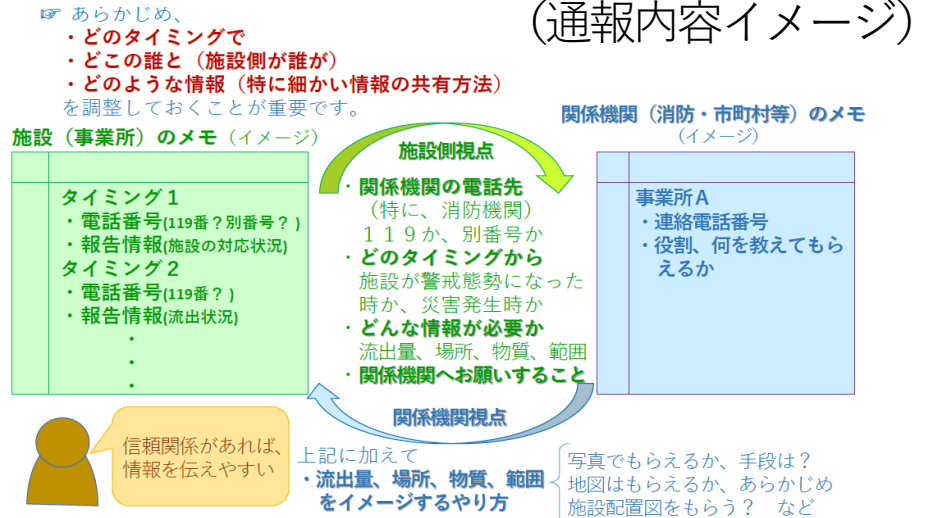 （通報内容イメージ）
☞ あらかじめ、
・どのタイミングで
・どこの誰と（施設側が誰が）
・どのような情報（特に細かい情報の共有方法）
を調整しておくことが重要です。
施設（事業所）のメモ（イメージ）
タイミング１
・電話番号(119番？別番号？)
・報告情報(施設の対応状況)
タイミング２
・電話番号(119番？)
・報告情報(流出状況)
・
・
・
施設側視点
・関係機関の電話先
（特に、消防機関）
１１９か、別番号か
・どのタイミングから
施設が警戒態勢になった
時か、災害発生時か
・どんな情報が必要か
流出量、場所、物質、範囲
・関係機関へお願いすること
関係機関（消防・市町村等）のメモ
（イメージ）
事業所Ａ
・連絡電話番号
・役割、何を教えてもら
えるか
関係機関視点
上記に加えて
・流出量、場所、物質、範囲
をイメージするやり方
写真でもらえるか、手段は？
地図はもらえるか、あらかじめ
施設配置図をもらう？　など
信頼関係があれば、
情報を伝えやすい